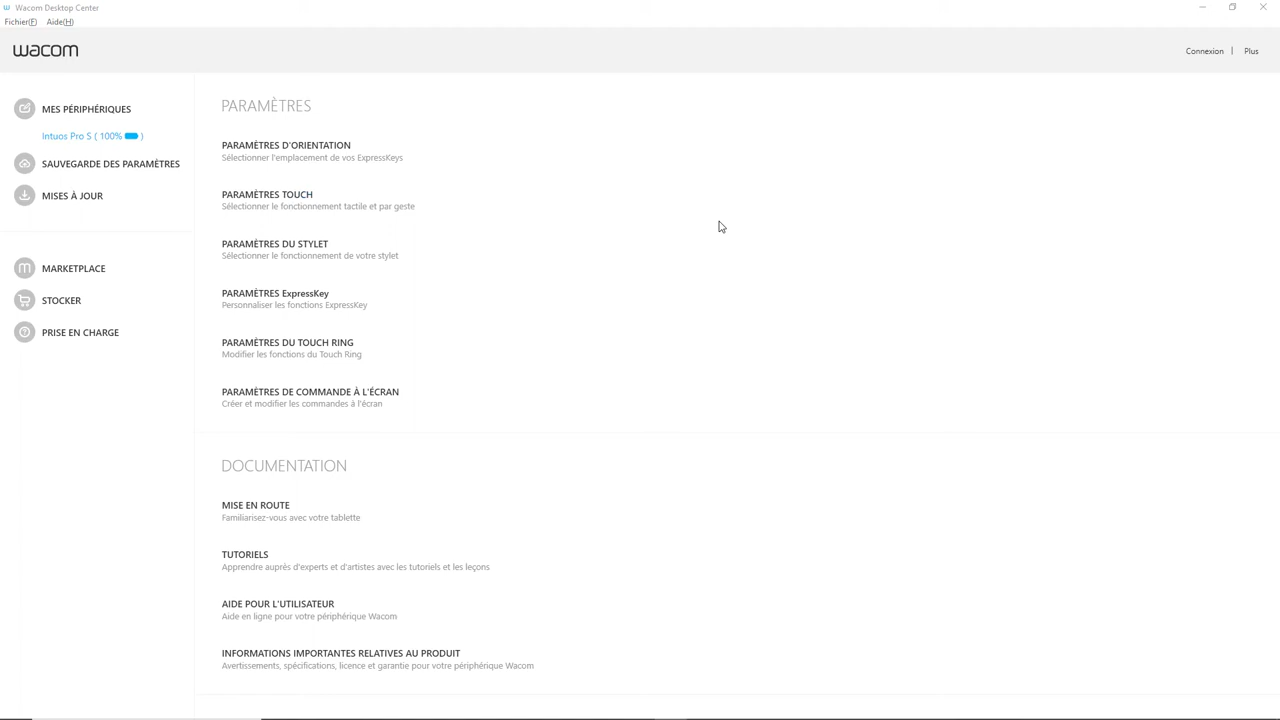 Wacom Desktop Center
Fichier(F) Aide(H)
wacom
Connexion | Plus
MES PÉRIPHÉRIQUES
Intuos Pro S ( 100% )
SAUVEGARDE DES PARAMÈTRES
MISES À JOUR
MARKETPLACE
STOCKER
PRISE EN CHARGE
PARAMÈTRES
PARAMÈTRES D'ORIENTATION
Sélectionner l'emplacement de vos ExpressKeys
PARAMÈTRES TOUCH
Sélectionner le fonctionnement tactile et par geste
PARAMÈTRES DU STYLET
Sélectionner le fonctionnement de votre stylet
PARAMÈTRES ExpressKey
Personnaliser les fonctions ExpressKey
PARAMÈTRES DU TOUCH RING
Modifier les fonctions du Touch Ring
PARAMÈTRES DE COMMANDE À L'ÉCRAN
Créer et modifier les commandes à l'écran
DOCUMENTATION
MISE EN ROUTE
Familiarisez-vous avec votre tablette
TUTORIELS
Apprendre auprès d'experts et d'artistes avec les tutoriels et les leçons
AIDE POUR L'UTILISATEUR
Aide en ligne pour votre périphérique Wacom
INFORMATIONS IMPORTANTES RELATIVES AU PRODUIT
Avertissements, spécifications, licence et garantie pour votre périphérique Wacom